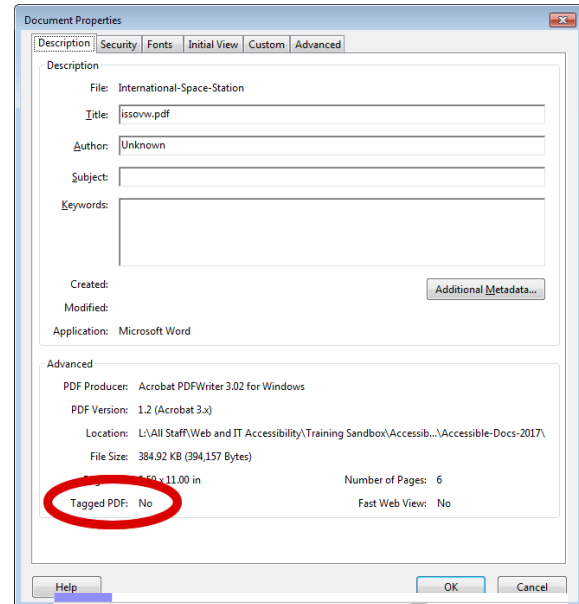 Document Properties
Description Security Fonts Initial View Custom Advanced
Description
File: International-Space-Station
Title: issovw.pdf
Author: Unknown
Subject:
Keywords:
Created:
Additional Metadata...
Modified:
Application: Microsoft Word
Advanced
PDF Producer: Acrobat PDFWriter 3.02 for Windows
PDF Version: 1.2 (Acrobat 3.x)
Location: L:\All Staff\Web and IT Accessibility\Training Sandbox\Accessib...\Accessible-Docs-2017\
File Size: 384.92 KB (394,157 Bytes)
x 11.00 in Number of Pages: 6
Tagged PDF: No Fast Web View: No
Help OK Cancel